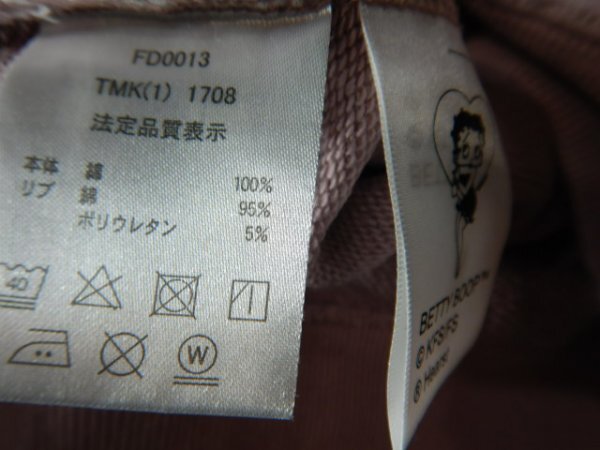 FD0013
TMK(1) 1708
法定品質表示
本体 綿 100%
リブ 綿 95%
ポリウレタン 5%
40
W
BETTY BOOP™
© KFS/FS